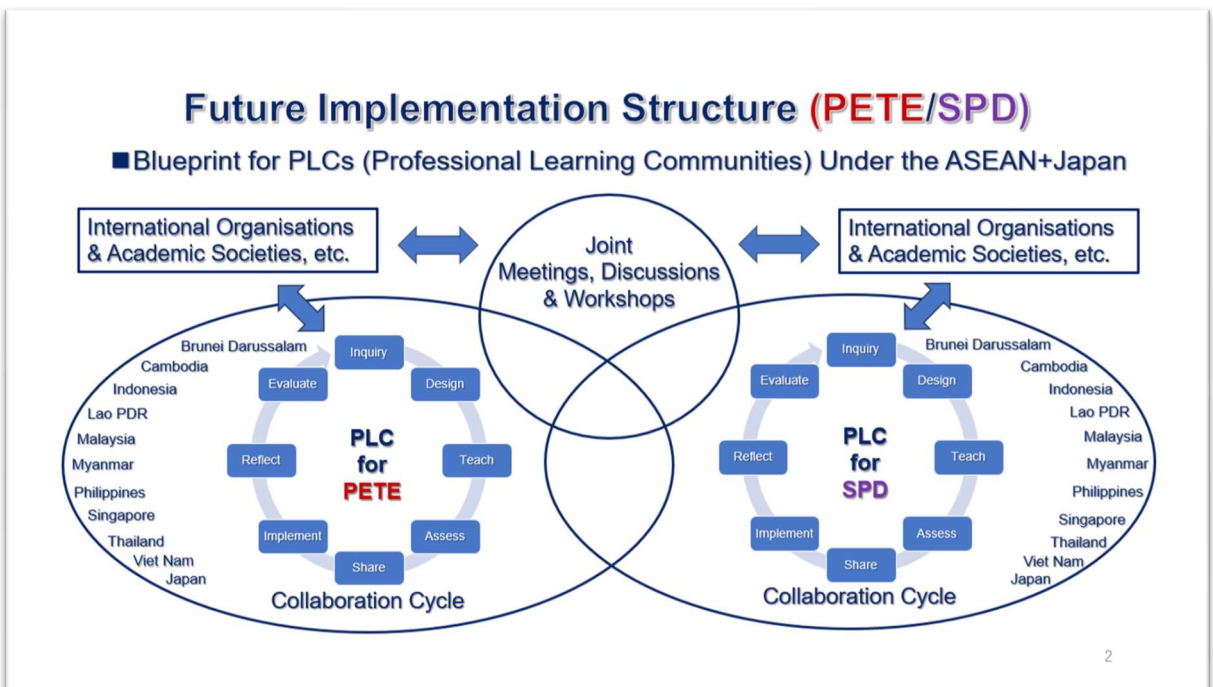 Future Implementation Structure (PETE/SPD)
■Blueprint for PLCs (Professional Learning Communities) Under the ASEAN+Japan
International Organisations
& Academic Societies, etc.
Joint
Meetings, Discussions
& Workshops
International Organisations
& Academic Societies, etc.
Brunei Darussalam
Cambodia
Indonesia
Lao PDR
Malaysia
Myanmar
Philippines
Singapore
Thailand
Viet Nam
Japan
Inquiry
Design
Teach
Assess
Share
Implement
Reflect
Evaluate
PLC
for
PETE
Collaboration Cycle
Inquiry
Design
Teach
Assess
Share
Implement
Reflect
Evaluate
PLC
for
SPD
Collaboration Cycle
Brunei Darussalam
Cambodia
Indonesia
Lao PDR
Malaysia
Myanmar
Philippines
Singapore
Thailand
Viet Nam
Japan
2